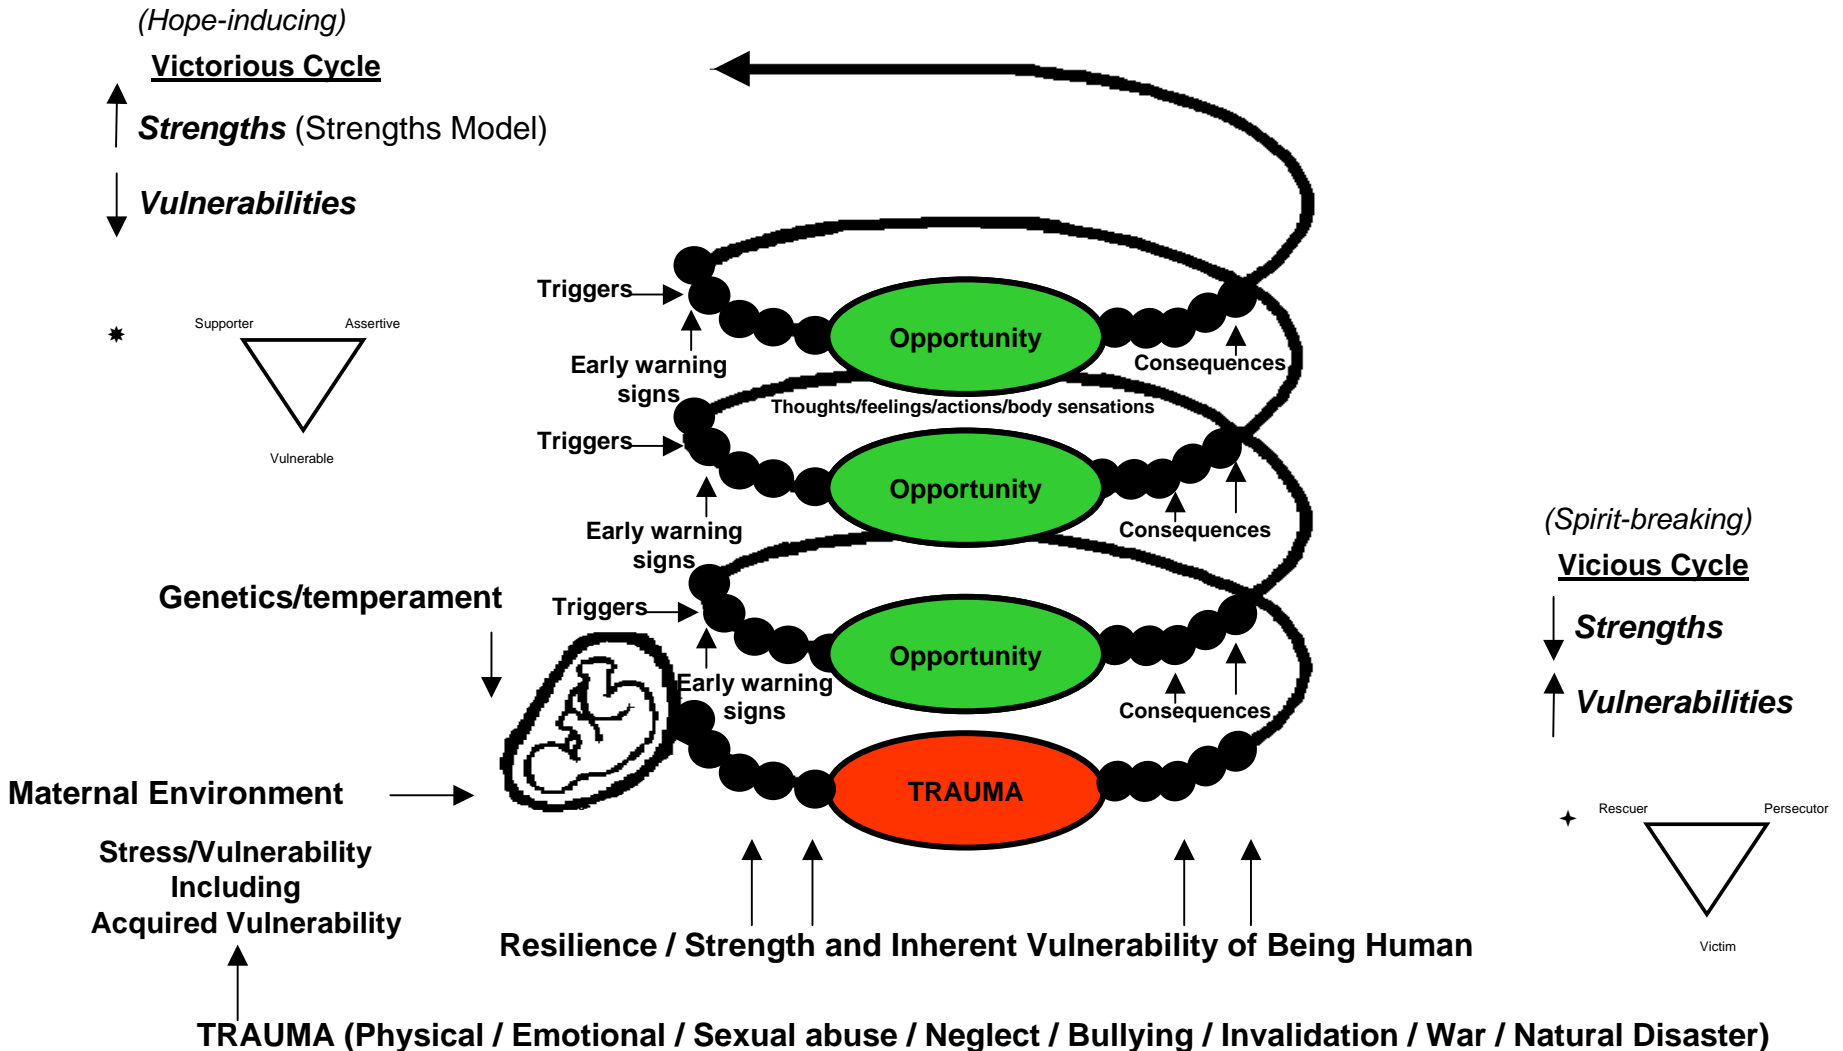 (Hope-inducing)
Victorious Cycle
Strengths (Strengths Model)
Vulnerabilities
Supporter
Assertive
Vulnerable
Triggers
Opportunity
Early warning
signs
Consequences
Thoughts/feelings/actions/body sensations
Triggers
Opportunity
Early warning
signs
Consequences
Genetics/temperament
Triggers
Opportunity
Early warning
signs
Consequences
(Spirit-breaking)
Vicious Cycle
Strengths
Vulnerabilities
Maternal Environment
TRAUMA
Rescuer
Persecutor
Victim
Stress/Vulnerability
Including
Acquired Vulnerability
Resilience / Strength and Inherent Vulnerability of Being Human
TRAUMA (Physical / Emotional / Sexual abuse / Neglect / Bullying / Invalidation / War / Natural Disaster)